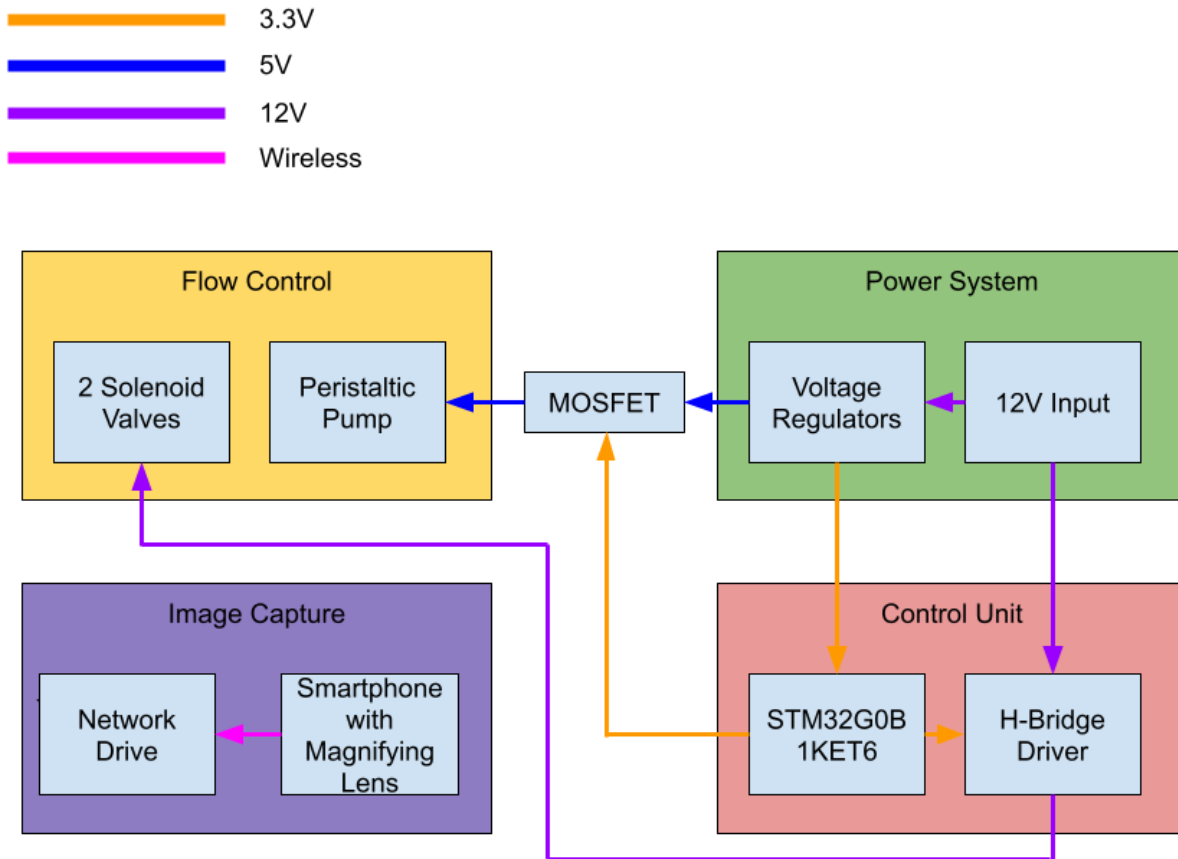 3.3V
5V
12V
Wireless
Flow Control
2 Solenoid
Valves
Peristaltic
Pump
MOSFET
Power System
Voltage
Regulators
12V Input
Image Capture
Network
Drive
Smartphone
with
Magnifying
Lens
Control Unit
STM32G0B
1KET6
H-Bridge
Driver